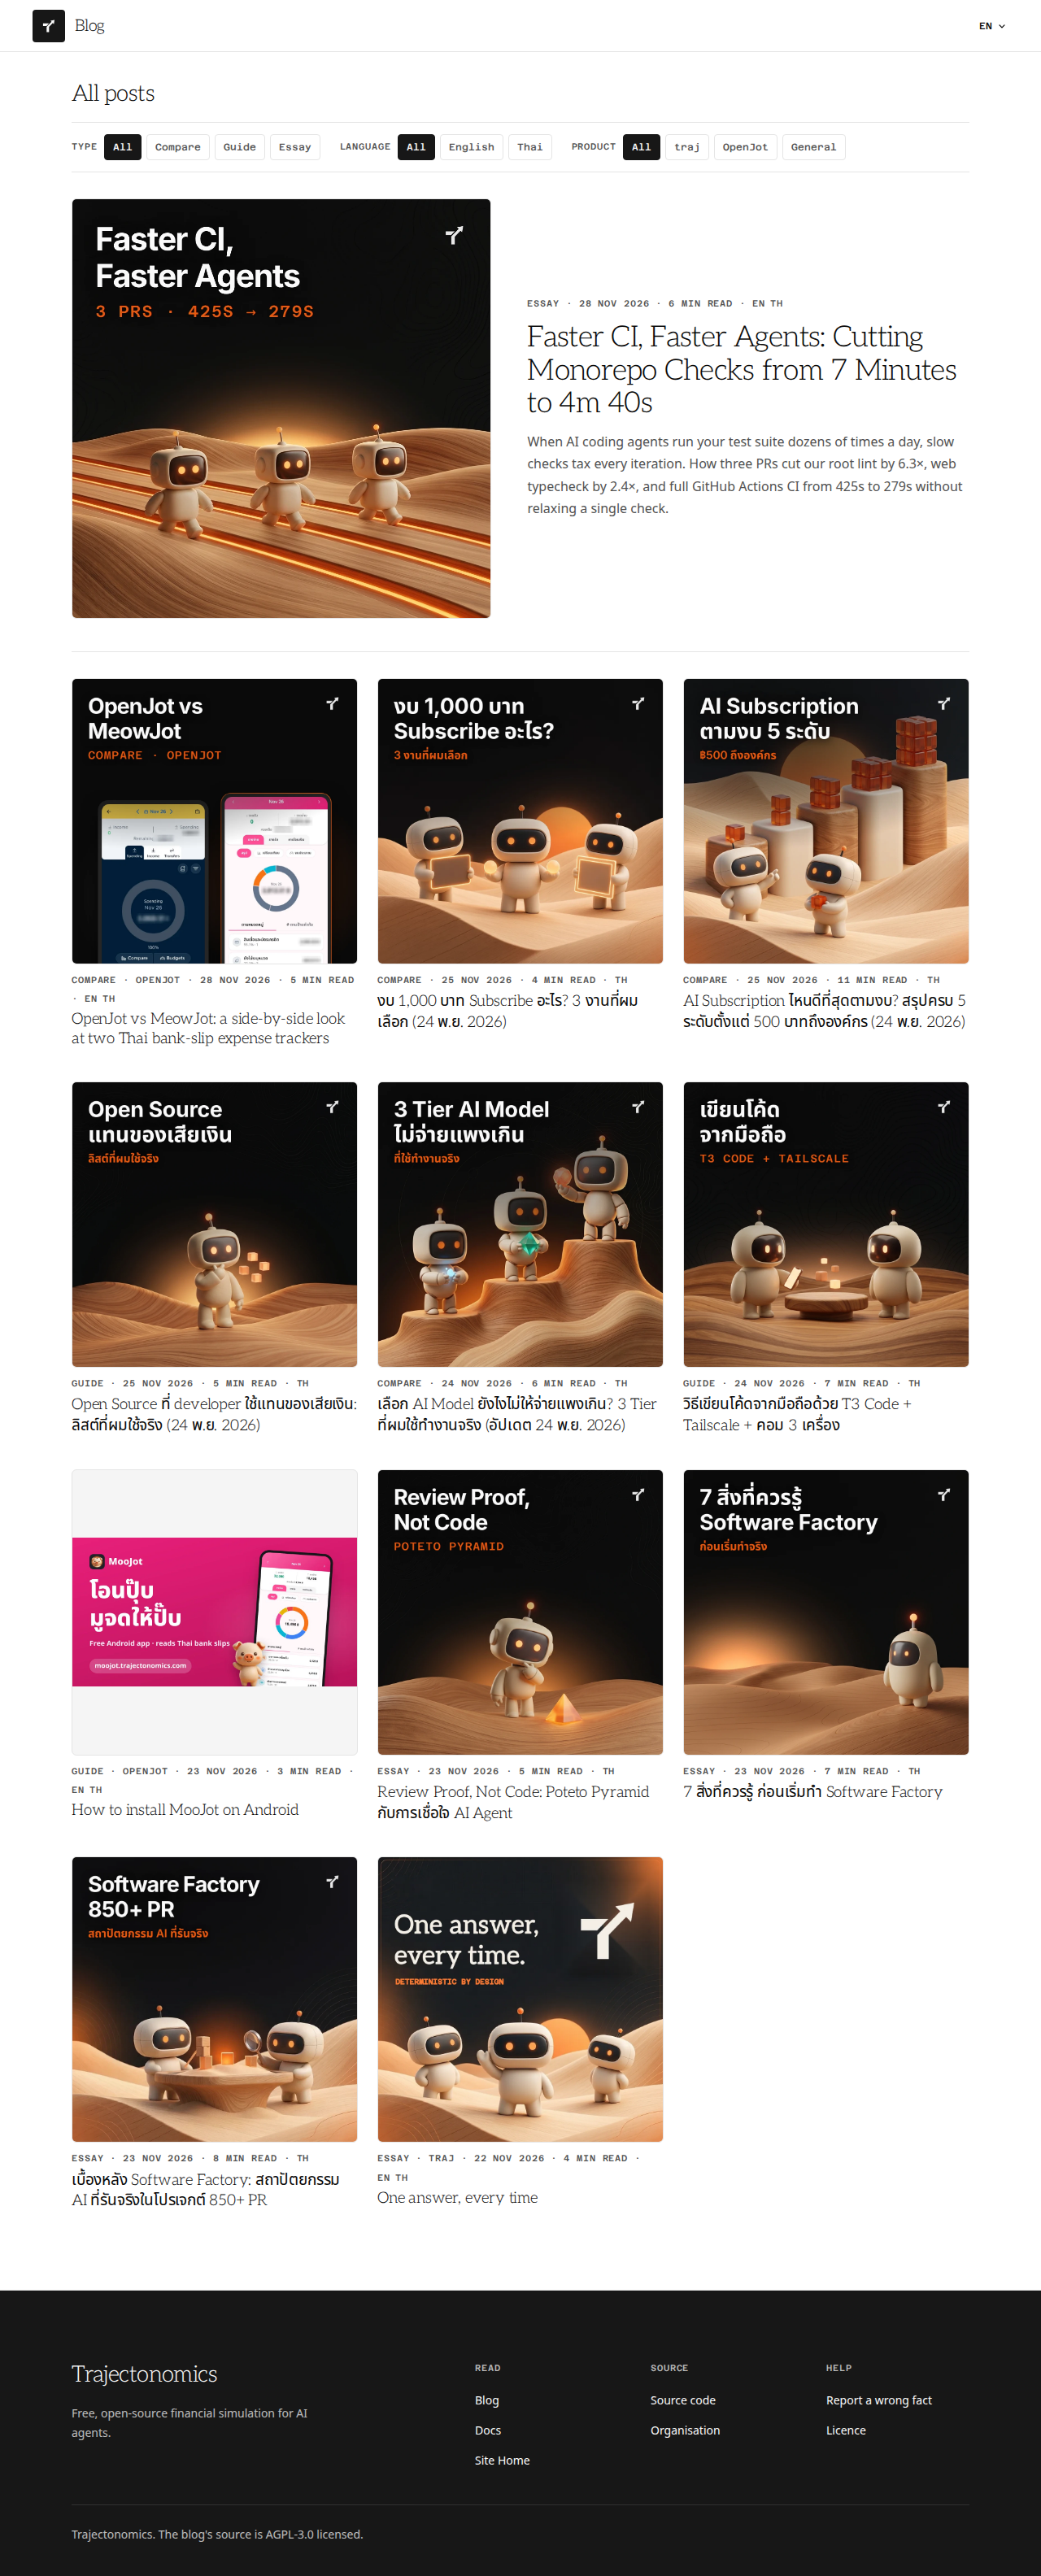 Blog
EN
All posts
TYPE All Compare Guide Essay LANGUAGE All English Thai PRODUCT All traj OpenJot General
Faster CI,
Faster Agents
3 PRS · 425S → 279S
ESSAY · 28 NOV 2026 · 6 MIN READ · EN TH
Faster CI, Faster Agents: Cutting
Monorepo Checks from 7 Minutes
to 4m 40s
When AI coding agents run your test suite dozens of times a day, slow
checks tax every iteration. How three PRs cut our root lint by 6.3×, web
typecheck by 2.4×, and full GitHub Actions CI from 425s to 279s without
relaxing a single check.
OpenJot vs
MeowJot
COMPARE · OPENJOT
COMPARE · OPENJOT · 28 NOV 2026 · 5 MIN READ
· EN TH
OpenJot vs MeowJot: a side-by-side look
at two Thai bank-slip expense trackers
งบ 1,000 บาท
Subscribe อะไร?
3 งานที่ผมเลือก
COMPARE · 25 NOV 2026 · 4 MIN READ · TH
งบ 1,000 บาท Subscribe อะไร? 3 งานที่ผม
เลือก (24 พ.ย. 2026)
AI Subscription
ตามงบ 5 ระดับ
฿500 ถึงองค์กร
COMPARE · 25 NOV 2026 · 11 MIN READ · TH
AI Subscription ไหนดีที่สุดตามงบ? สรุปครบ 5
ระดับตั้งแต่ 500 บาทถึงองค์กร (24 พ.ย. 2026)
Open Source
แทนของเสียเงิน
ลิสต์ที่ผมใช้จริง
GUIDE · 25 NOV 2026 · 5 MIN READ · TH
Open Source ที่ developer ใช้แทนของเสียเงิน:
ลิสต์ที่ผมใช้จริง (24 พ.ย. 2026)
3 Tier AI Model
ไม่จ่ายแพงเกิน
ที่ใช้ทำงานจริง
COMPARE · 24 NOV 2026 · 6 MIN READ · TH
เลือก AI Model ยังไงไม่ให้จ่ายแพงเกิน? 3 Tier
ที่ผมใช้ทำงานจริง (อัปเดต 24 พ.ย. 2026)
เขียนโค้ด
จากมือถือ
T3 CODE + TAILSCALE
GUIDE · 24 NOV 2026 · 7 MIN READ · TH
วิธีเขียนโค้ดจากมือถือด้วย T3 Code +
Tailscale + คอม 3 เครื่อง
MooJot
โอนปุ๊บ
มูจดให้ปั๊บ
Free Android app · reads Thai bank slips
moojot.trajectonomics.com
GUIDE · OPENJOT · 23 NOV 2026 · 3 MIN READ ·
EN TH
How to install MooJot on Android
Review Proof,
Not Code
POTETO PYRAMID
ESSAY · 23 NOV 2026 · 5 MIN READ · TH
Review Proof, Not Code: Poteto Pyramid
กับการเชื่อใจ AI Agent
7 สิ่งที่ควรรู้
Software Factory
ก่อนเริ่มทำจริง
ESSAY · 23 NOV 2026 · 7 MIN READ · TH
7 สิ่งที่ควรรู้ ก่อนเริ่มทำ Software Factory
Software Factory
850+ PR
สถาปัตยกรรม AI ที่รันจริง
ESSAY · 23 NOV 2026 · 8 MIN READ · TH
เบื้องหลัง Software Factory: สถาปัตยกรรม
AI ที่รันจริงในโปรเจกต์ 850+ PR
One answer,
every time.
DETERMINISTIC BY DESIGN
ESSAY · TRAJ · 22 NOV 2026 · 4 MIN READ ·
EN TH
One answer, every time
Trajectonomics
Free, open-source financial simulation for AI
agents.
READ
Blog
Docs
Site Home
SOURCE
Source code
Organisation
HELP
Report a wrong fact
Licence
Trajectonomics. The blog's source is AGPL-3.0 licensed.